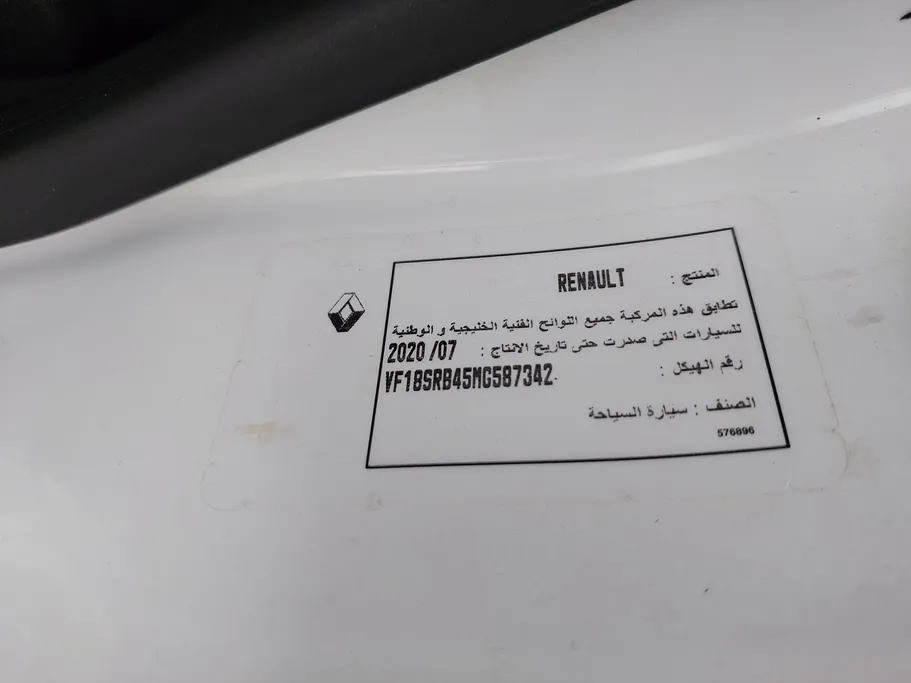 المنتج : RENAULT
تطابق هذه المركبة جميع اللوائح الفنية الخليجية و الوطنية
للسيارات التى صدرت حتى تاريخ الانتاج : 2020 /07
رقم الهيكل : VF18SRB45MG587342
الصنف : سيارة السياحة
576896